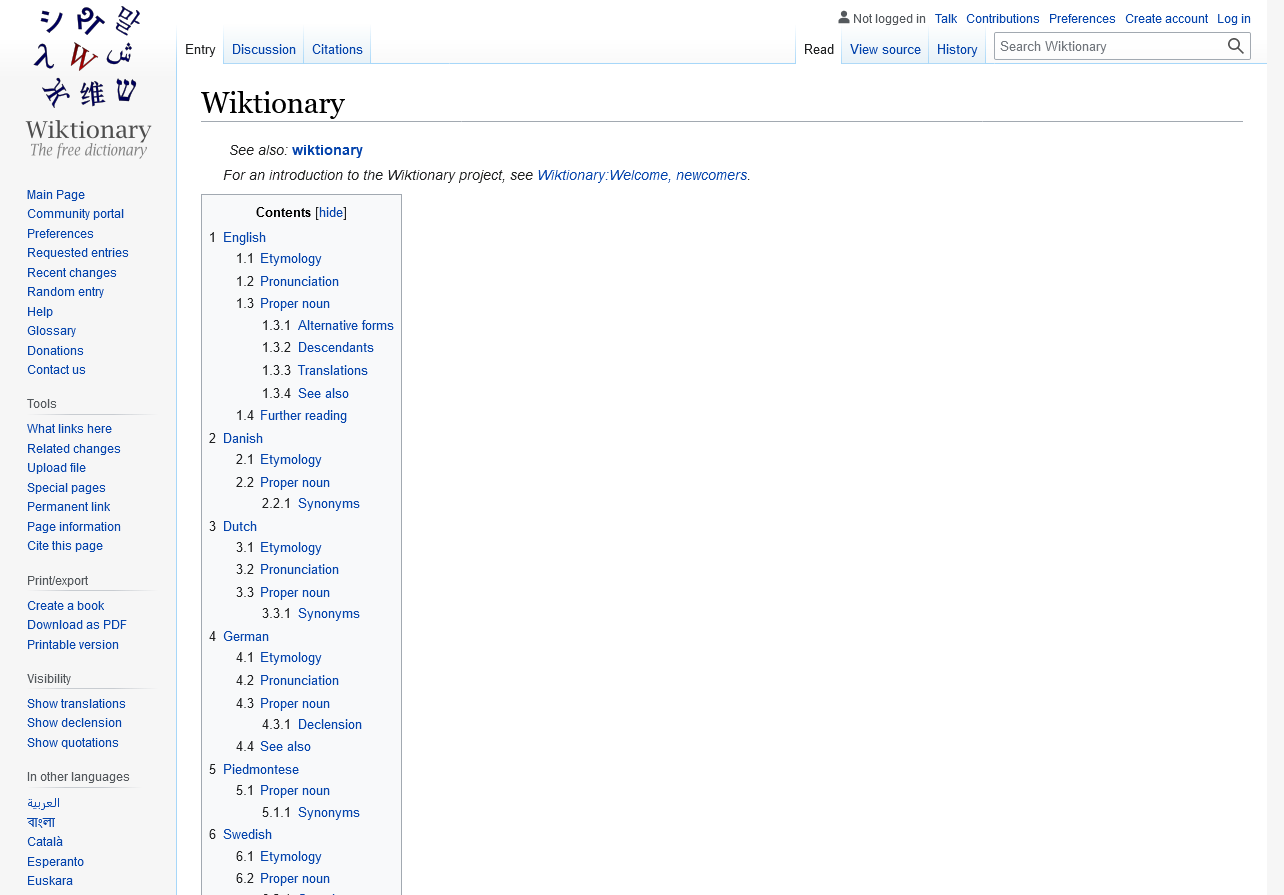 Wiktionary
The free dictionary
Not logged in Talk Contributions Preferences Create account Log in
Entry Discussion Citations
Read View source History
Search Wiktionary
Wiktionary
See also: wiktionary
For an introduction to the Wiktionary project, see Wiktionary:Welcome, newcomers.
Contents [hide]
1 English
1.1 Etymology
1.2 Pronunciation
1.3 Proper noun
1.3.1 Alternative forms
1.3.2 Descendants
1.3.3 Translations
1.3.4 See also
1.4 Further reading
2 Danish
2.1 Etymology
2.2 Proper noun
2.2.1 Synonyms
3 Dutch
3.1 Etymology
3.2 Pronunciation
3.3 Proper noun
3.3.1 Synonyms
4 German
4.1 Etymology
4.2 Pronunciation
4.3 Proper noun
4.3.1 Declension
4.4 See also
5 Piedmontese
5.1 Proper noun
5.1.1 Synonyms
6 Swedish
6.1 Etymology
6.2 Proper noun
Main Page
Community portal
Preferences
Requested entries
Recent changes
Random entry
Help
Glossary
Donations
Contact us
Tools
What links here
Related changes
Upload file
Special pages
Permanent link
Page information
Cite this page
Print/export
Create a book
Download as PDF
Printable version
Visibility
Show translations
Show declension
Show quotations
In other languages
العربية
বাংলা
Català
Esperanto
Euskara